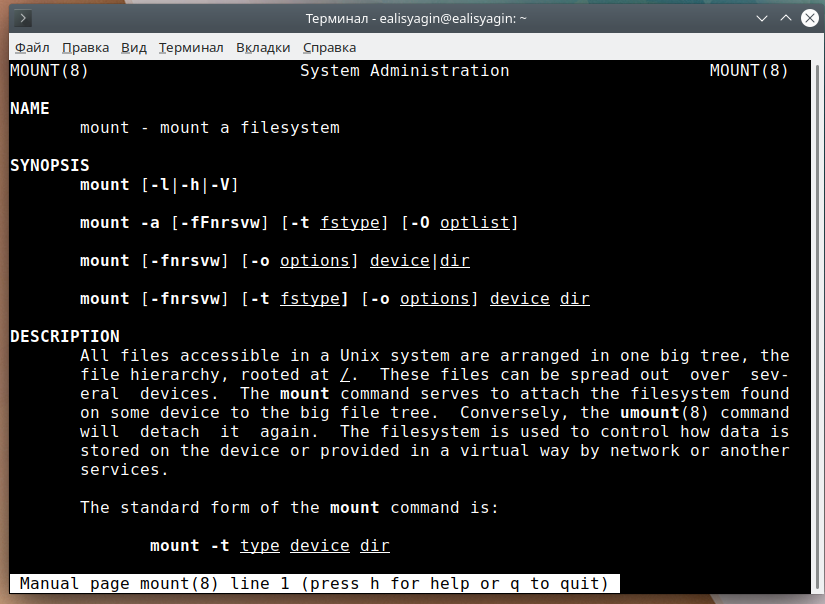 Терминал - ealisyagin@ealisyagin: ~
Файл Правка Вид Терминал Вкладки Справка
MOUNT(8) System Administration MOUNT(8)
NAME
mount - mount a filesystem
SYNOPSIS
mount [-l|-h|-V]
mount -a [-fFnrsvw] [-t fstype] [-O optlist]
mount [-fnrsvw] [-o options] device|dir
mount [-fnrsvw] [-t fstype] [-o options] device dir
DESCRIPTION
All files accessible in a Unix system are arranged in one big tree, the
file hierarchy, rooted at /. These files can be spread out over sev-
eral devices. The mount command serves to attach the filesystem found
on some device to the big file tree. Conversely, the umount(8) command
will detach it again. The filesystem is used to control how data is
stored on the device or provided in a virtual way by network or another
services.
The standard form of the mount command is:
mount -t type device dir
Manual page mount(8) line 1 (press h for help or q to quit)